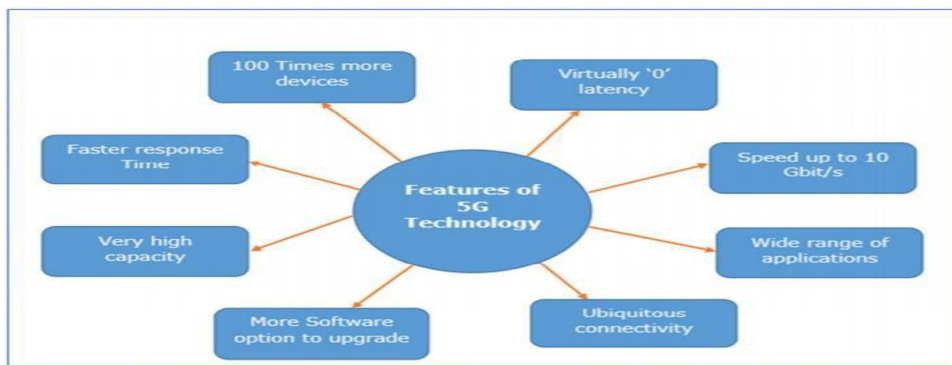 100 Times more
devices
Virtually ‘0’
latency
Faster response
Time
Speed up to 10
Gbit/s
Features of
5G
Technology
Very high
capacity
Wide range of
applications
More Software
option to upgrade
Ubiquitous
connectivity